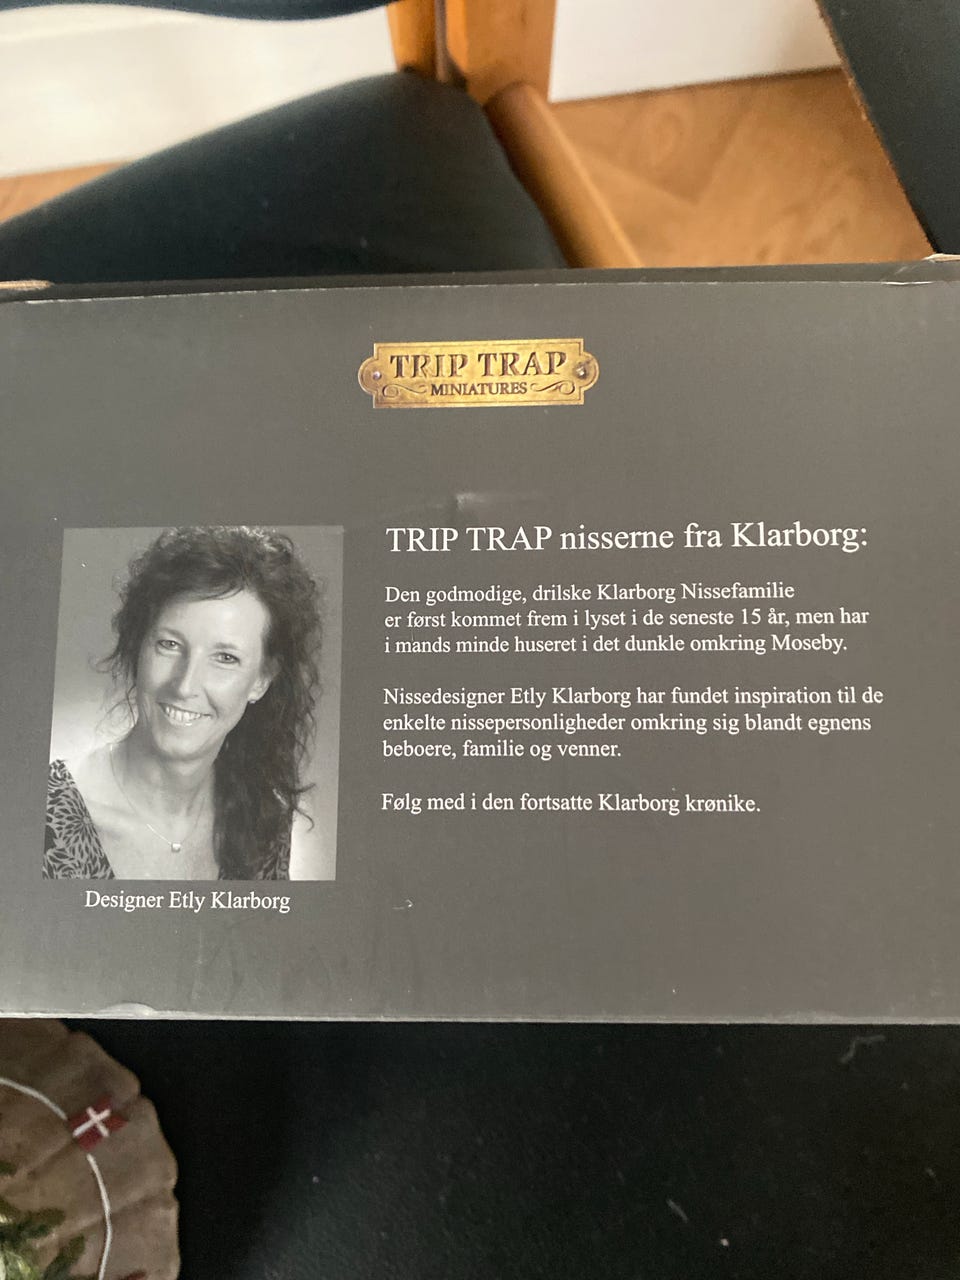 TRIP TRAP
MINIATURES
TRIP TRAP nisserne fra Klarborg:
Den godmodige, drilske Klarborg Nissefamilie
er først kommet frem i lyset i de seneste 15 år, men har
i mands minde huseret i det dunkle omkring Moseby.
Nissedesigner Etly Klarborg har fundet inspiration til de
enkelte nissepersonligheder omkring sig blandt egnens
beboere, familie og venner.
Følg med i den fortsatte Klarborg krønike.
Designer Etly Klarborg